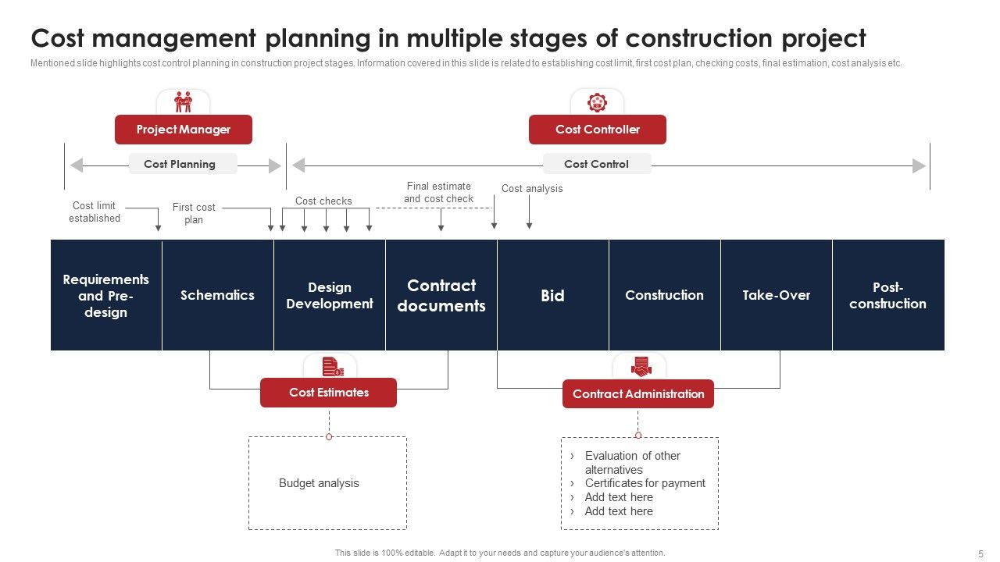 Cost management planning in multiple stages of construction project
Mentioned slide highlights cost control planning in construction project stages. Information covered in this slide is related to establishing cost limit, first cost plan, checking costs, final estimation, cost analysis etc.
Project Manager
Cost Controller
Cost Planning
Cost Control
Cost limit
established
First cost
plan
Cost checks
Final estimate
and cost check
Cost analysis
Requirements
and Pre-
design
Schematics
Design
Development
Contract
documents
Bid
Construction
Take-Over
Post-
construction
Cost Estimates
Contract Administration
Budget analysis
› Evaluation of other
alternatives
› Certificates for payment
› Add text here
› Add text here
This slide is 100% editable. Adapt it to your needs and capture your audience's attention.
5